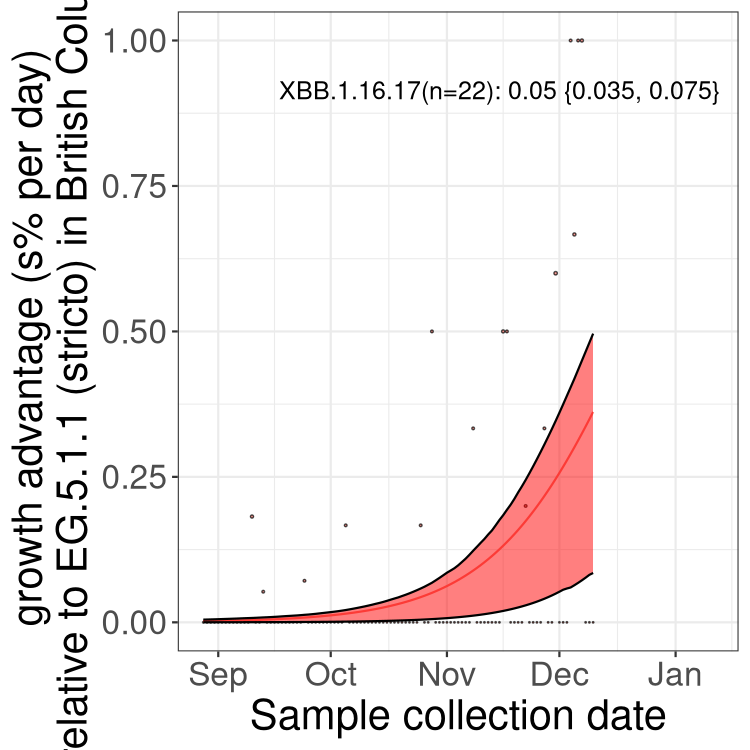 growth advantage (s% per day)
relative to EG.5.1.1 (stricto) in British
1.00
0.75
0.50
0.25
0.00
XBB.1.16.17(n=22): 0.05 {0.035, 0.075}
Sep Oct Nov Dec Jan
Sample collection date